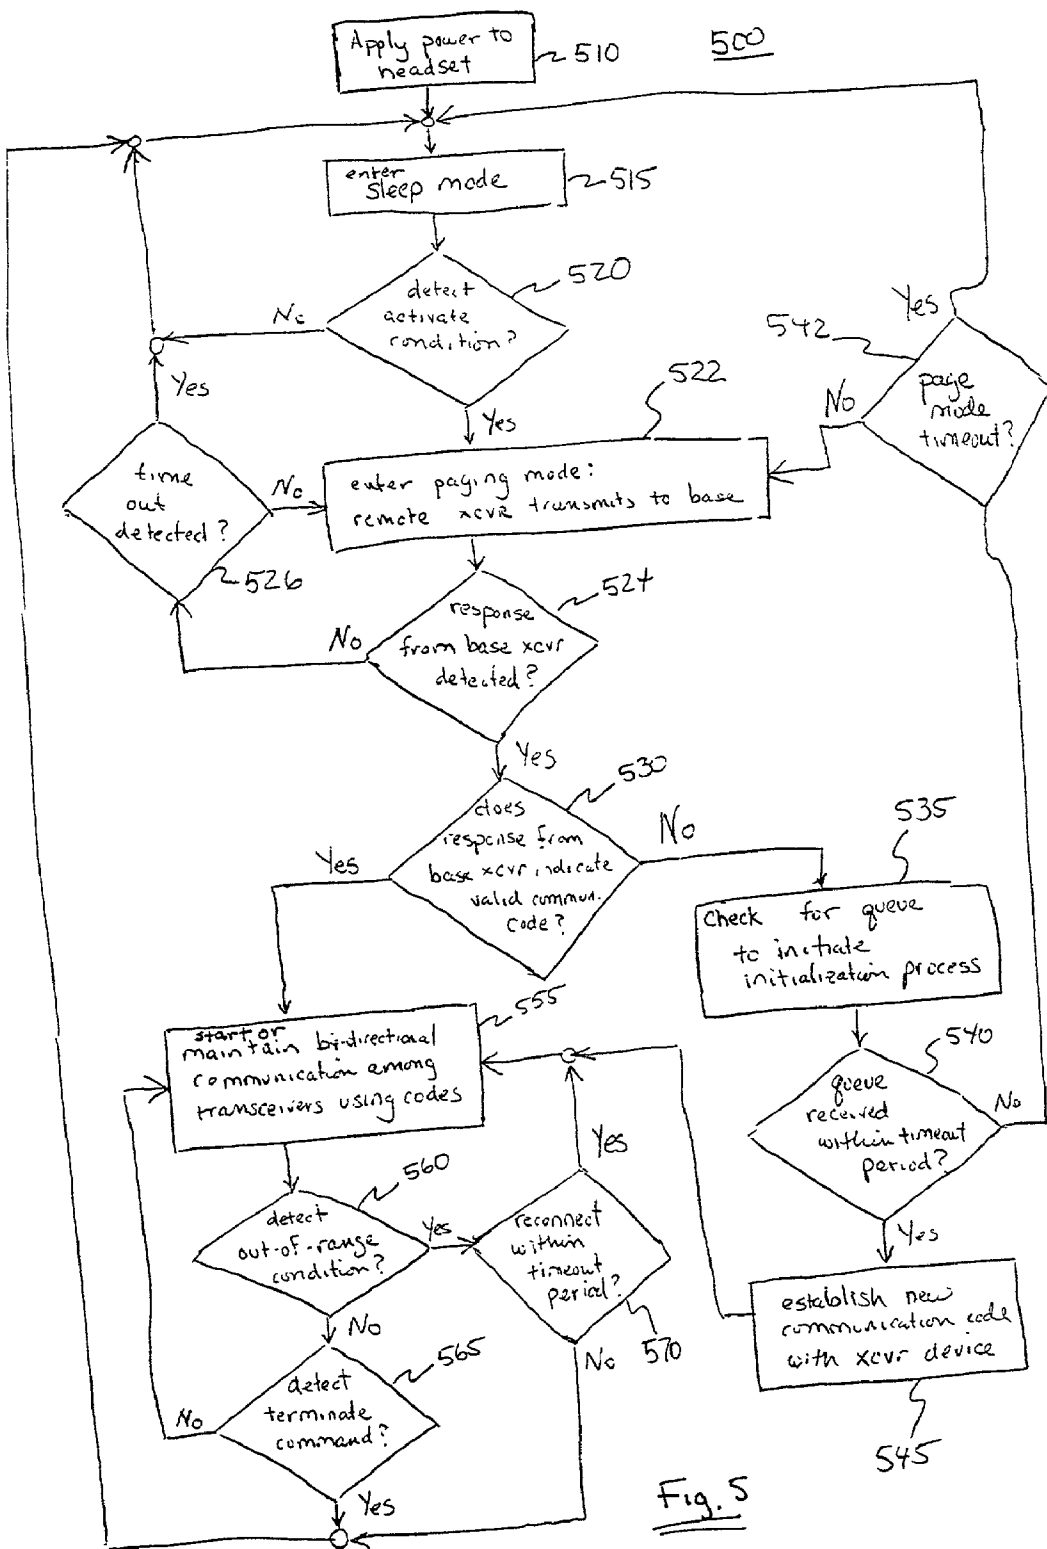 500
Apply power to
headset
510
enter
sleep mode
515
detect
activate
condition?
520
No
Yes
Yes
542
page
mode
timeout?
No
Yes
522
enter paging mode:
remote xcvr transmits to base
time
out
detected?
No
526
response
from base xcvr
detected?
524
No
Yes
does
response from
base xcvr indicate
valid commun.
code?
530
Yes
No
535
Check for queue
to initiate
initialization process
555
start or
maintain bi-directional
communication among
transceivers using codes
540
queue
received
within timeout
period?
No
Yes
Yes
560
detect
out-of-range
condition?
Yes
reconnect
within
timeout
period?
570
No
No
establish new
communication code
with xcvr device
545
565
detect
terminate
command?
No
Yes
Fig. 5